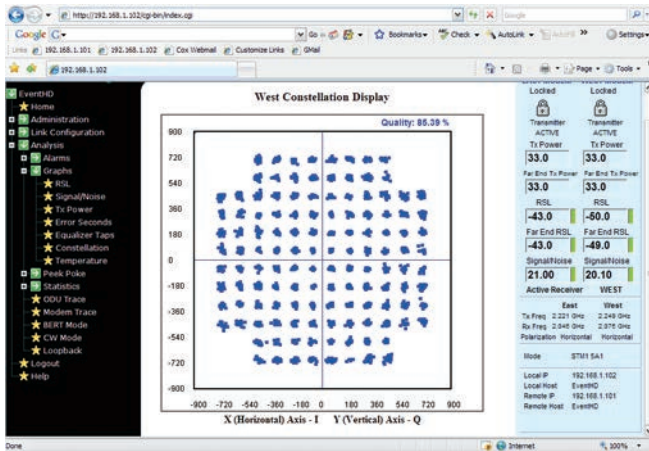 http://192.168.1.102/cgi-bin/index.cgi
Google
Google
Go
Bookmarks
Check
AutoLink
Settings
Links
192.168.1.101
192.168.1.102
Cox Webmail
Customize Links
GMail
192.168.1.102
Page
Tools
EventHD
Home
Administration
Link Configuration
Analysis
Alarms
Graphs
RSL
Signal/Noise
Tx Power
Error Seconds
Equalizer Taps
Constellation
Temperature
Peek Poke
Statistics
ODU Trace
Modem Trace
BERT Mode
CW Mode
Loopback
Logout
Help
West Constellation Display
Quality: 85.39 %
900
720
540
360
180
0
-180
-360
-540
-720
-900
-900 -720 -540 -360 -180 0 180 360 540 720 900
X (Horizontal) Axis - I Y (Vertical) Axis - Q
Locked Locked
Transmitter Transmitter
ACTIVE ACTIVE
Tx Power Tx Power
33.0 33.0
Far End Tx Power Far End Tx Power
33.0 33.0
RSL RSL
-43.0 -50.0
Far End RSL Far End RSL
-43.0 -49.0
Signal/Noise Signal/Noise
21.00 20.10
Active Receiver WEST
East West
Tx Freq 2.221 GHz 2.249 GHz
Rx Freq
Polarization Horizontal Horizontal
Mode STM1 SA1
Local IP 192.168.1.102
Local Host EventHD
Remote IP 192.168.1.101
Remote Host EventHD
Done
Internet
100%